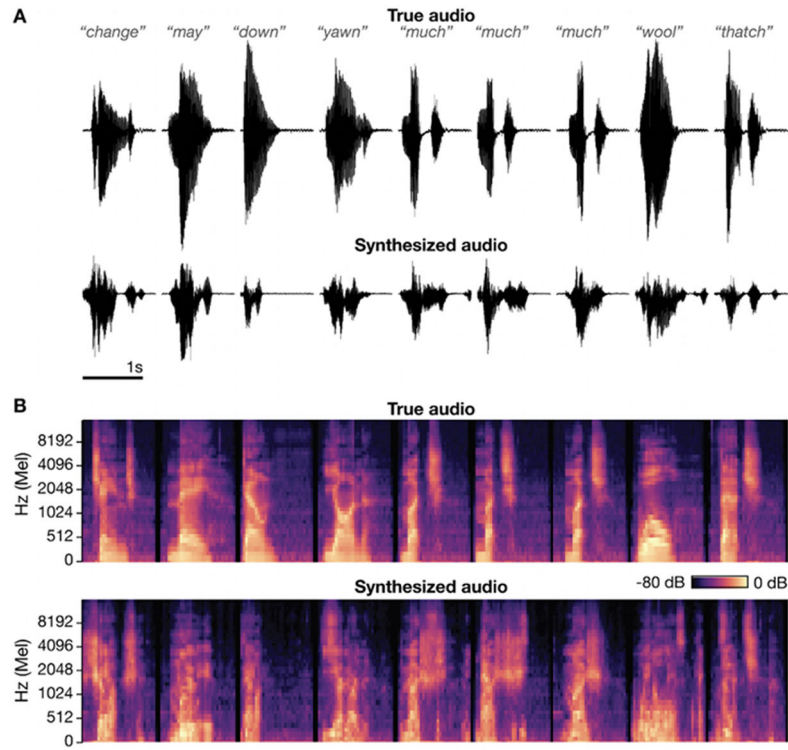 A
True audio
“change” “may” “down” “yawn” “much” “much” “much” “wool” “thatch”
Synthesized audio
1s
B
True audio
Hz (Mel)
8192
4096
2048
1024
512
0
Synthesized audio
-80 dB 0 dB
Hz (Mel)
8192
4096
2048
1024
512
0